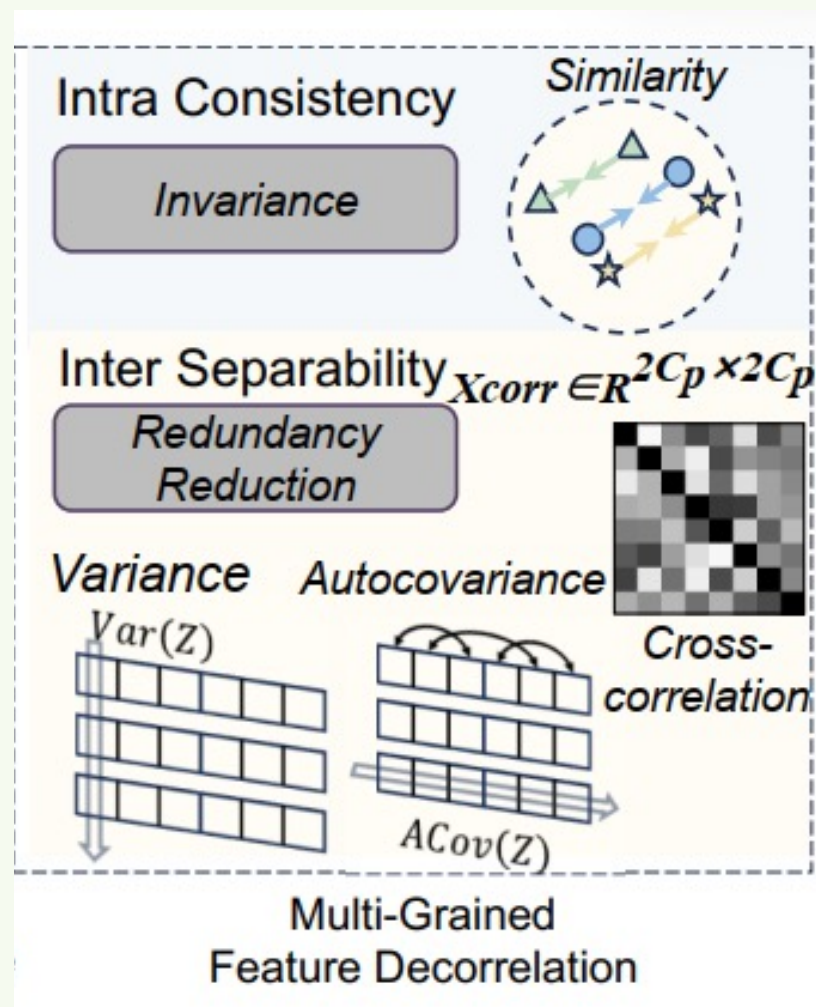 Intra Consistency
Similarity
Invariance
Inter Separability
Xcorr ∈R^2Cp×2Cp
Redundancy
Reduction
Variance
Autocovariance
Var(Z)
Cross-
correlation
ACov(Z)
Multi-Grained
Feature Decorrelation